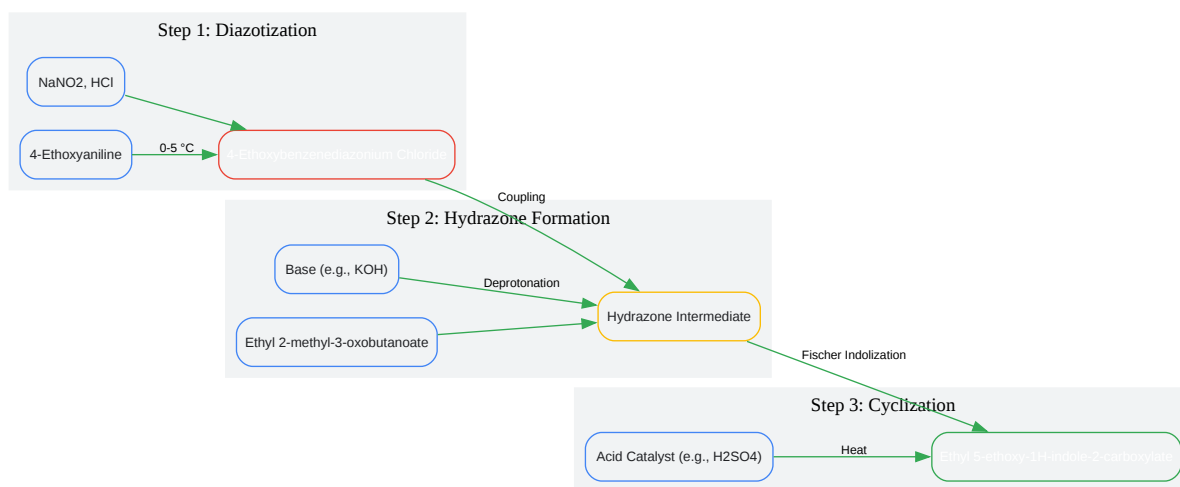 Step 1: Diazotization
NaNO2, HCl
4-Ethoxyaniline
0-5 °C
4-Ethoxybenzenediazonium Chloride
Coupling
Step 2: Hydrazone Formation
Base (e.g., KOH)
Deprotonation
Hydrazone Intermediate
Ethyl 2-methyl-3-oxobutanoate
Fischer Indolization
Step 3: Cyclization
Acid Catalyst (e.g., H2SO4)
Heat
Ethyl 5-ethoxy-1H-indole-2-carboxylate